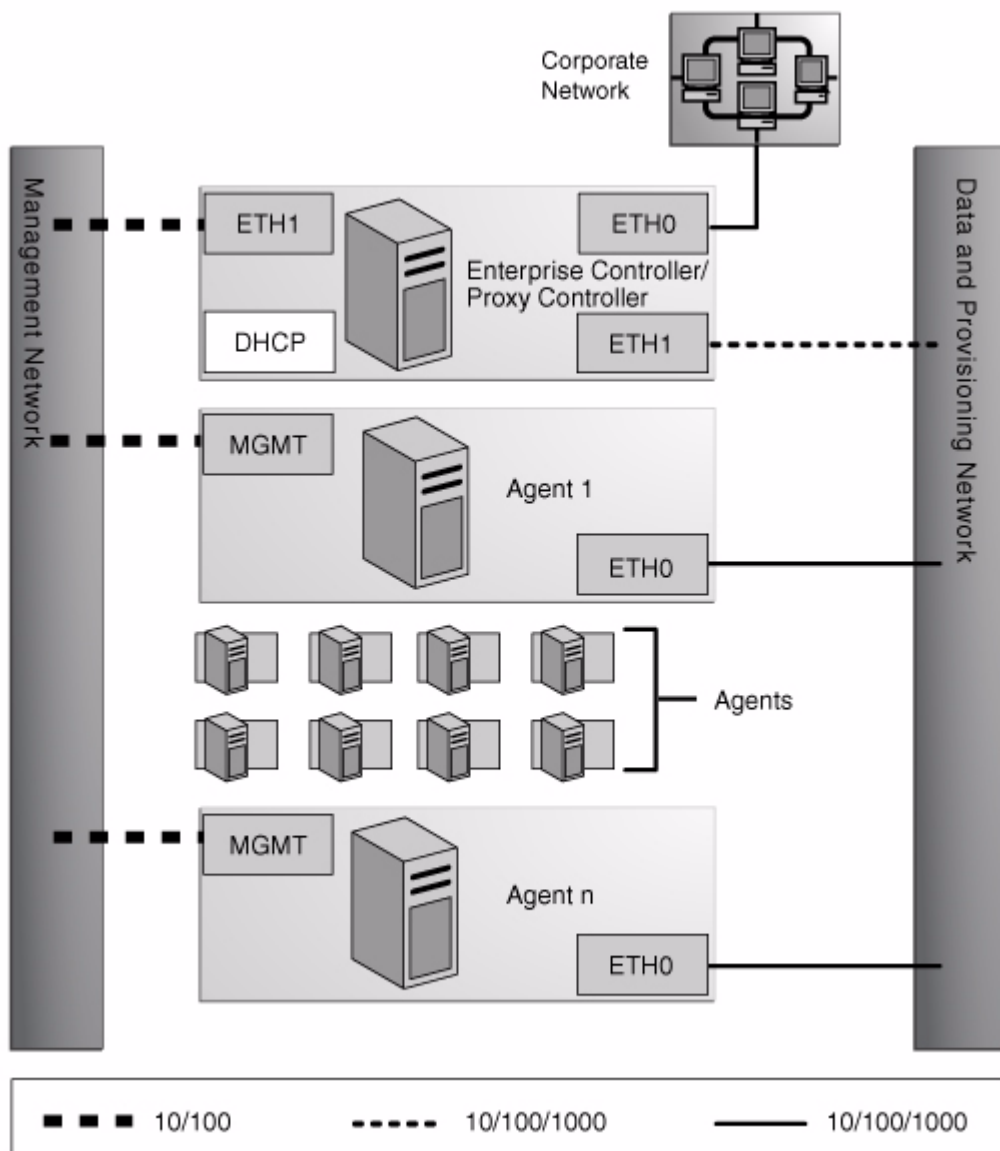 Corporate
Network
Management Network
Data and Provisioning Network
ETH1
ETH0
Enterprise Controller/
Proxy Controller
DHCP
ETH1
MGMT
Agent 1
ETH0
Agents
MGMT
Agent n
ETH0
10/100
10/100/1000
10/100/1000